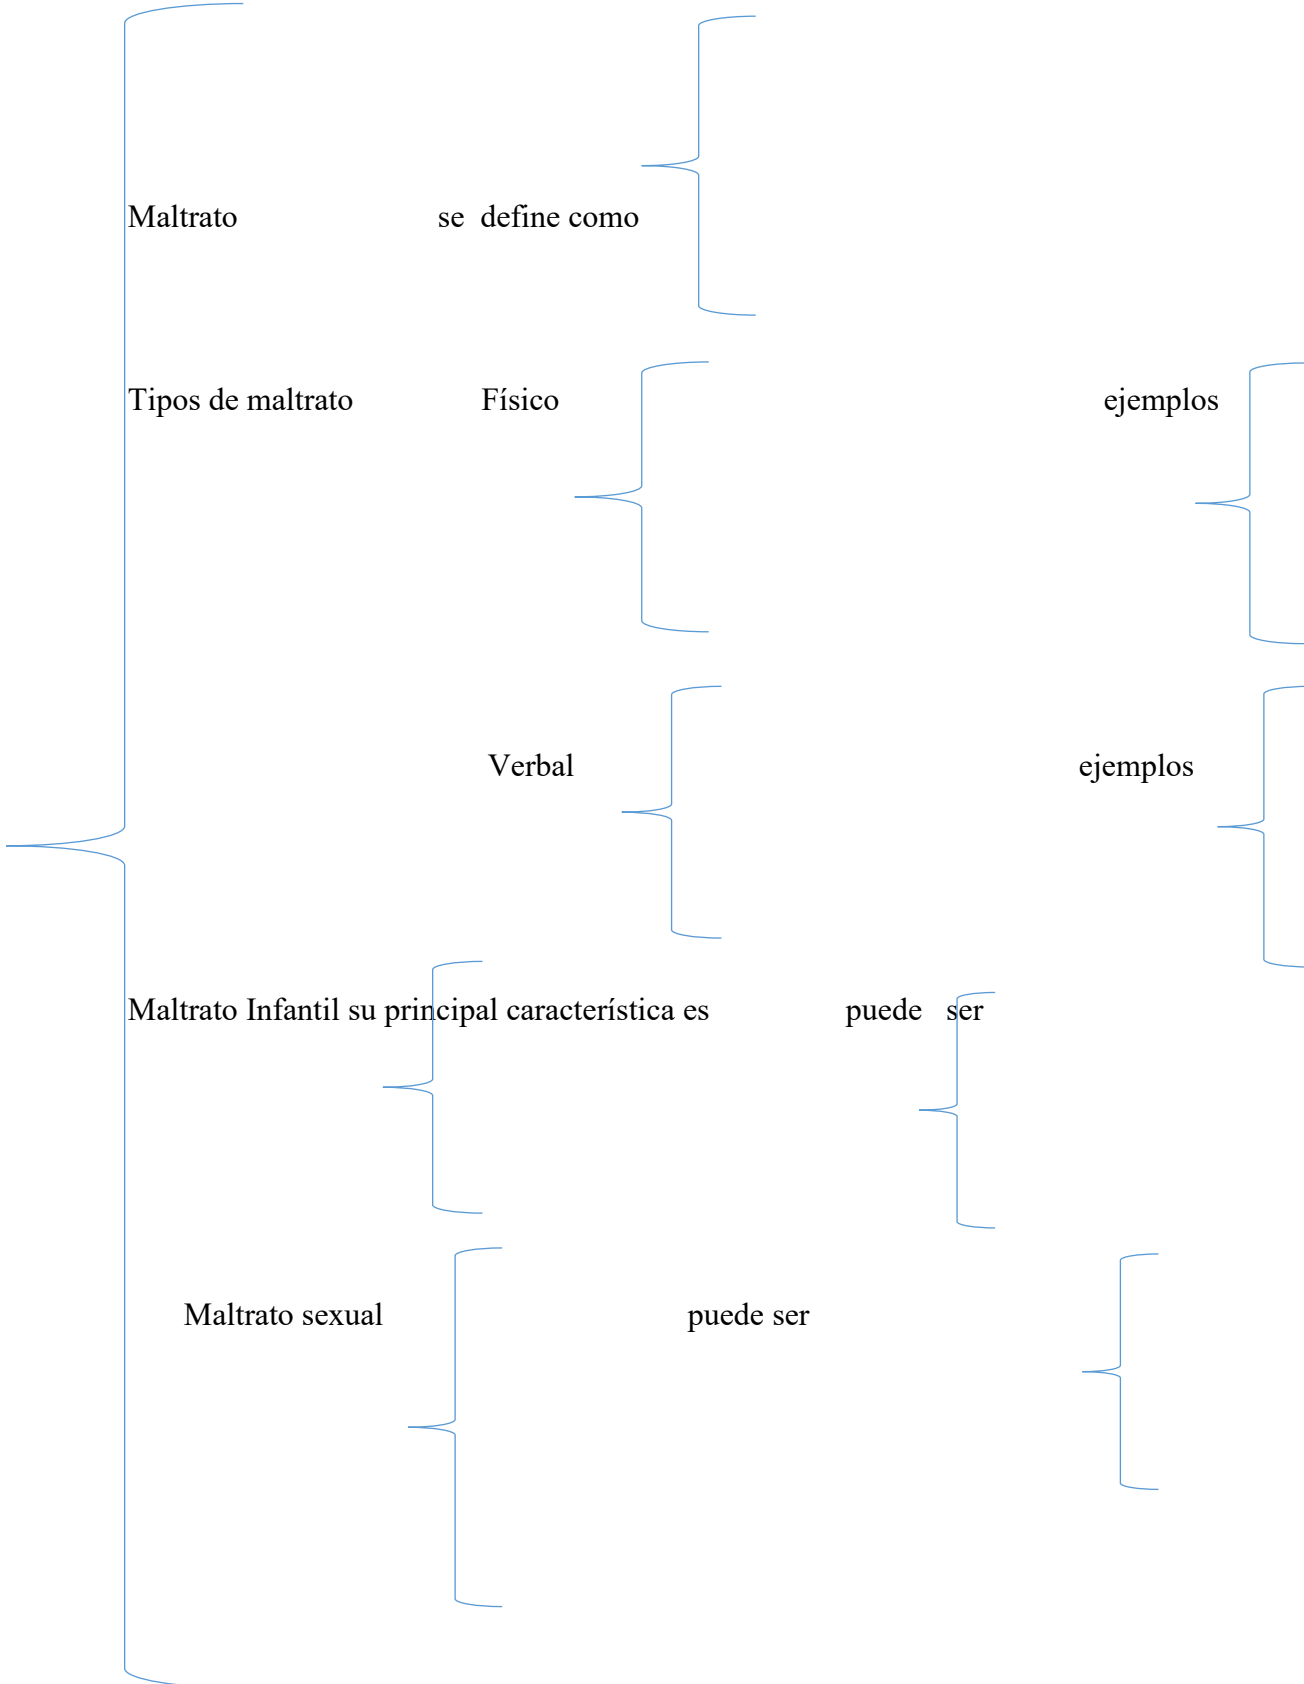 Maltrato se define como
Tipos de maltrato Físico ejemplos
Verbal ejemplos
Maltrato Infantil su principal característica es puede ser
Maltrato sexual puede ser